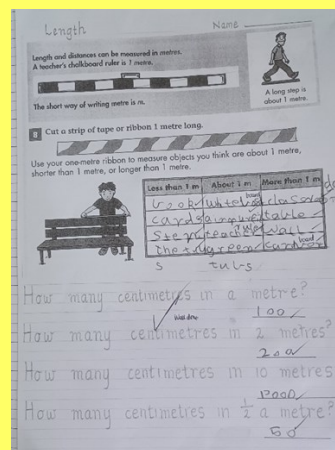 Length
Name
Length and distances can be measured in metres.
A teacher's chalkboard ruler is 1 metre.
The short way of writing metre is m.
A long step is
about 1 metre.
Cut a strip of tape or ribbon 1 metre long.
Use your one-metre ribbon to measure objects you think are about 1 metre,
shorter than 1 metre, or longer than 1 metre.
Less than 1 m About 1 m More than 1 m
book
cards table
green
s tubs
How many centimetres in a metre?
100
Well done
How many centimetres in 2 metres?
200
How many centimetres in 10 metres
How many centimetres in 1/2 a metre?
50